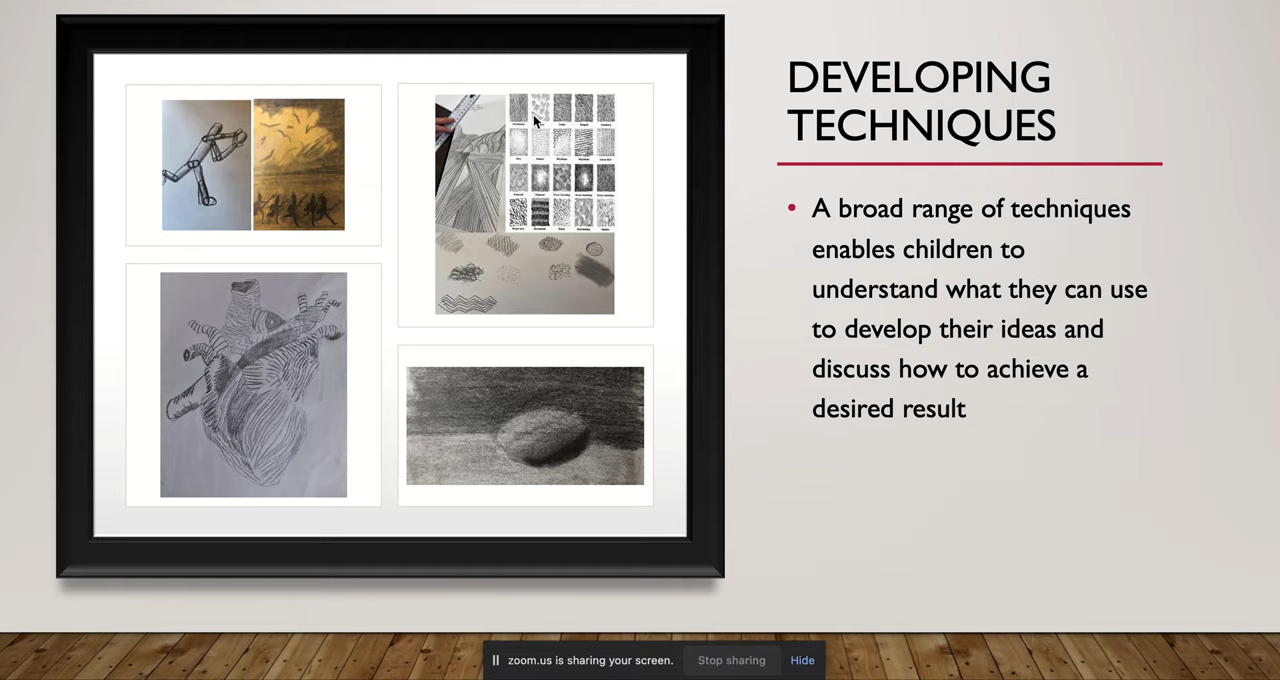 DEVELOPING
TECHNIQUES
• A broad range of techniques
enables children to
understand what they can use
to develop their ideas and
discuss how to achieve a
desired result
zoom.us is sharing your screen. Stop sharing Hide